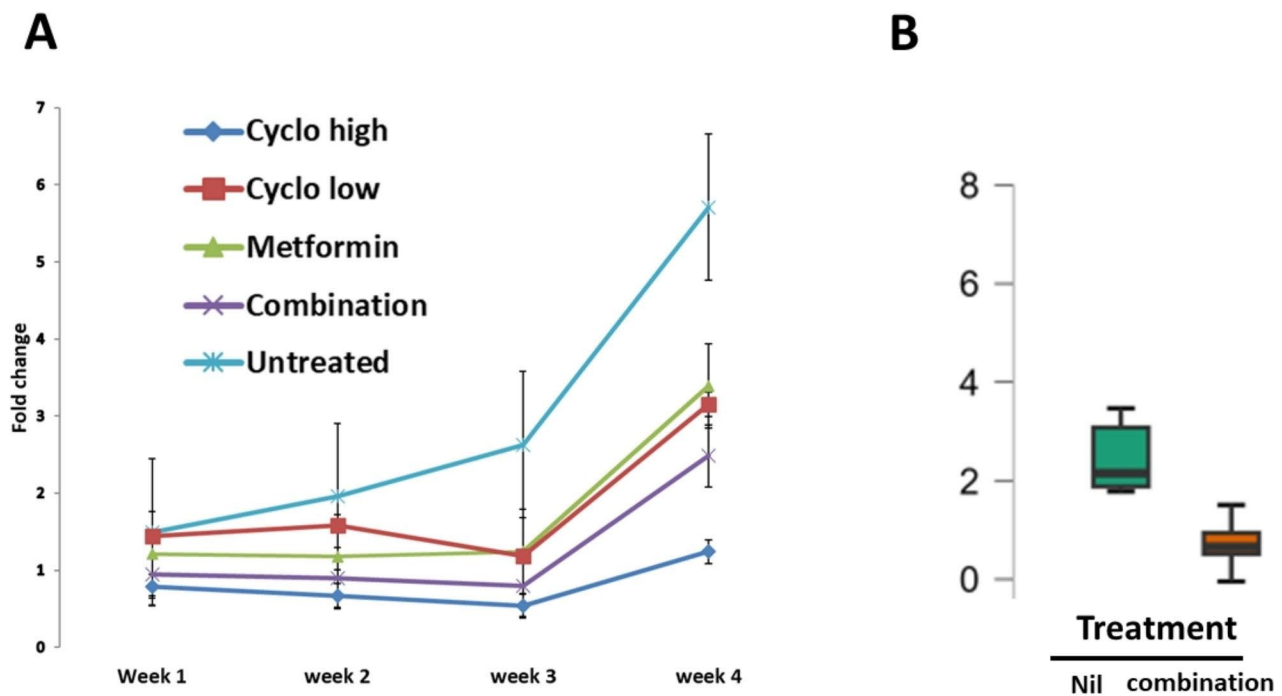 A
B
7
6
5
4
3
2
1
0
Fold change
Cyclo high
Cyclo low
Metformin
Combination
Untreated
Week 1 week 2 week 3 week 4
8
6
4
2
0
Treatment
Nil combination